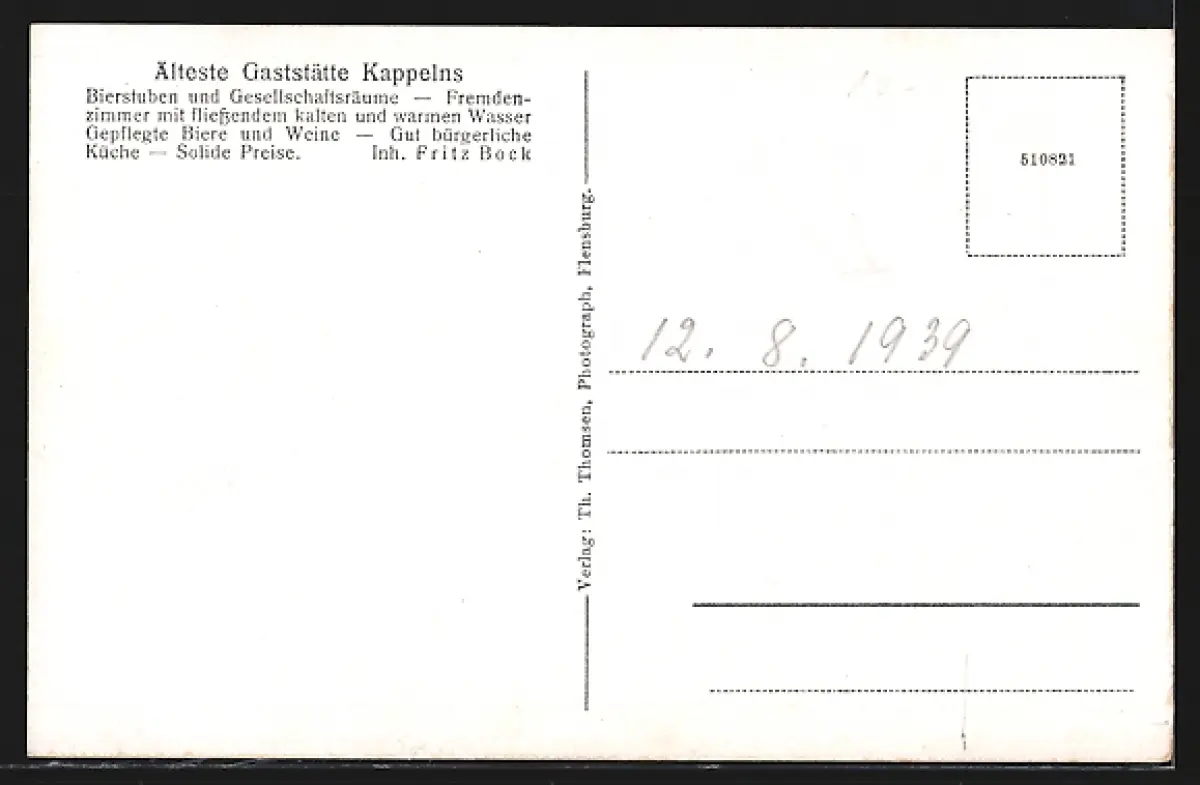 Älteste Gaststätte Kappelns
Bierstuben und Gesellschaftsräume — Fremden-
zimmer mit fließendem kalten und warmen Wasser
Gepflegte Biere und Weine — Gut bürgerliche
Küche — Solide Preise. Inh. Fritz Bock
Verlag: Th. Thomsen, Photograph, Flensburg.
510821
12. 8. 1939